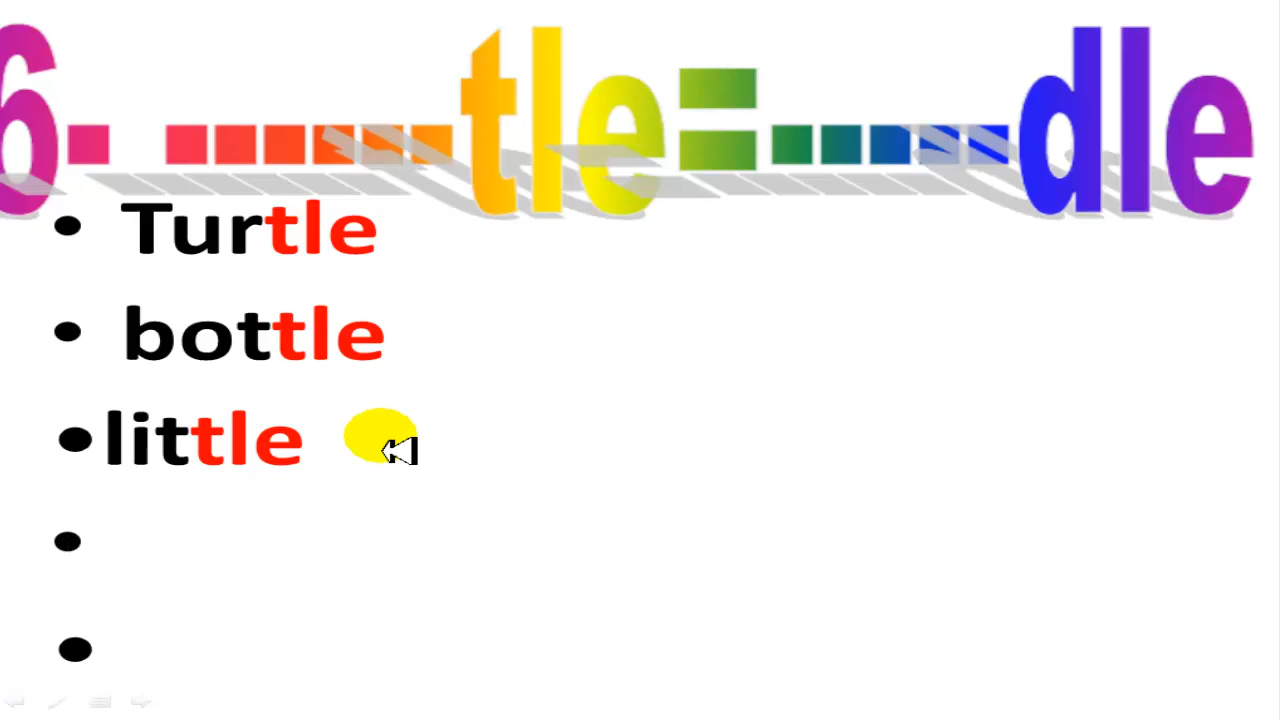 6- ------tle=-----dle
• Turtle
• bottle
•little
•
•